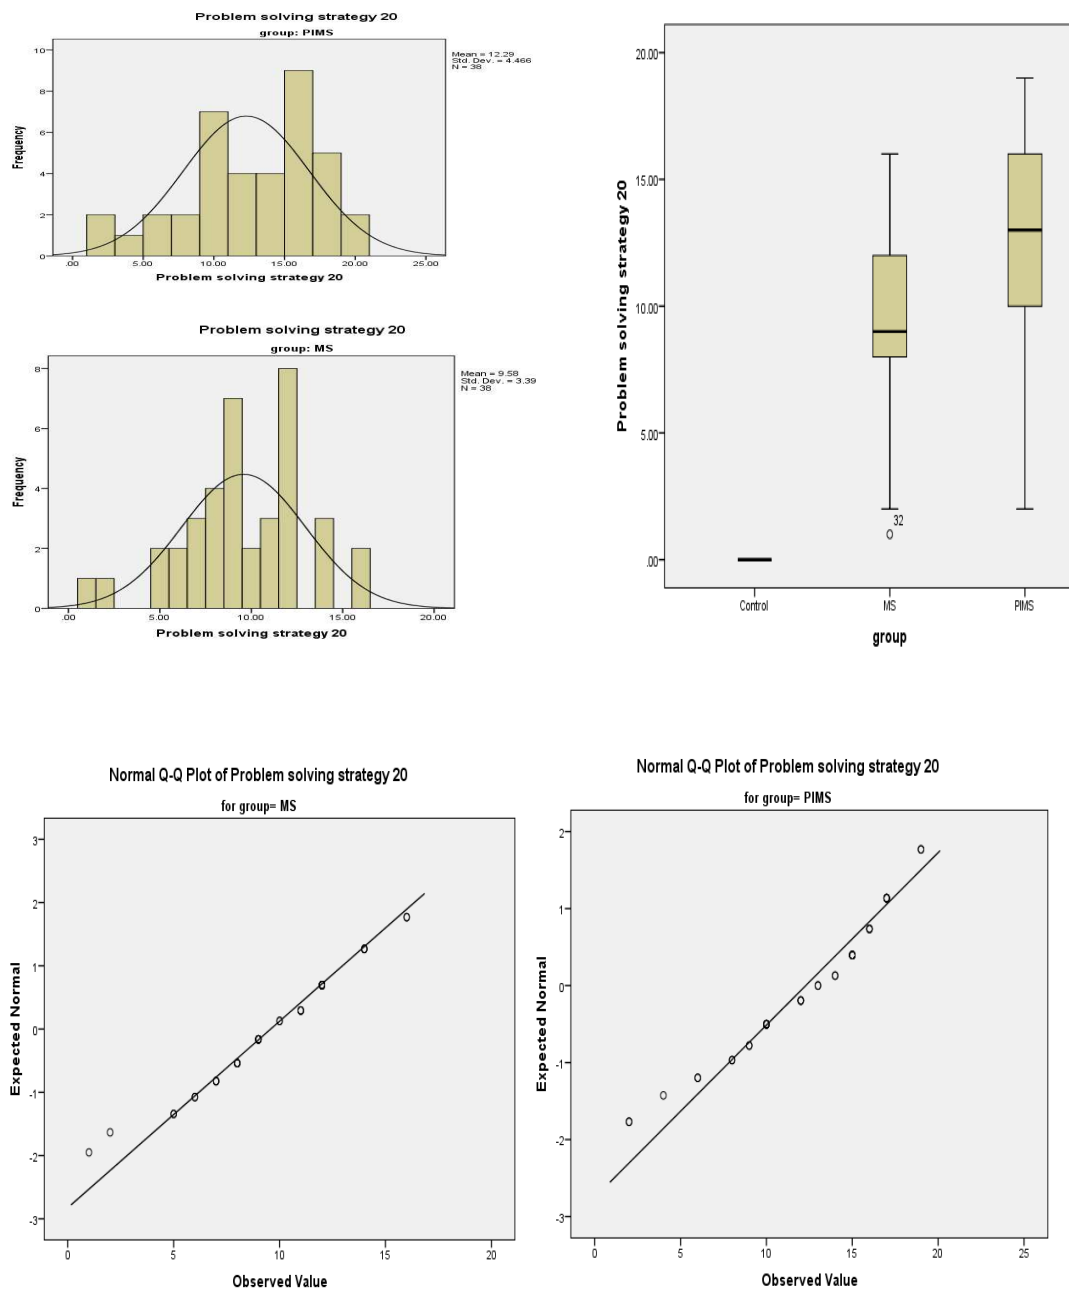 Problem solving strategy 20
group: PIMS
Mean = 12.29
Std. Dev. = 4.466
N = 38
10
8
6
4
2
0
Frequency
.00 5.00 10.00 15.00 20.00 25.00
Problem solving strategy 20
Problem solving strategy 20
group: MS
Mean = 9.58
Std. Dev. = 3.39
N = 38
8
6
4
2
0
Frequency
.00 5.00 10.00 15.00 20.00
Problem solving strategy 20
20.00
15.00
10.00
5.00
.00
Problem solving strategy 20
32
Control MS PIMS
group
Normal Q-Q Plot of Problem solving strategy 20
for group= MS
3
2
1
0
-1
-2
-3
Expected Normal
0 5 10 15 20
Observed Value
Normal Q-Q Plot of Problem solving strategy 20
for group= PIMS
2
1
0
-1
-2
-3
Expected Normal
0 5 10 15 20 25
Observed Value